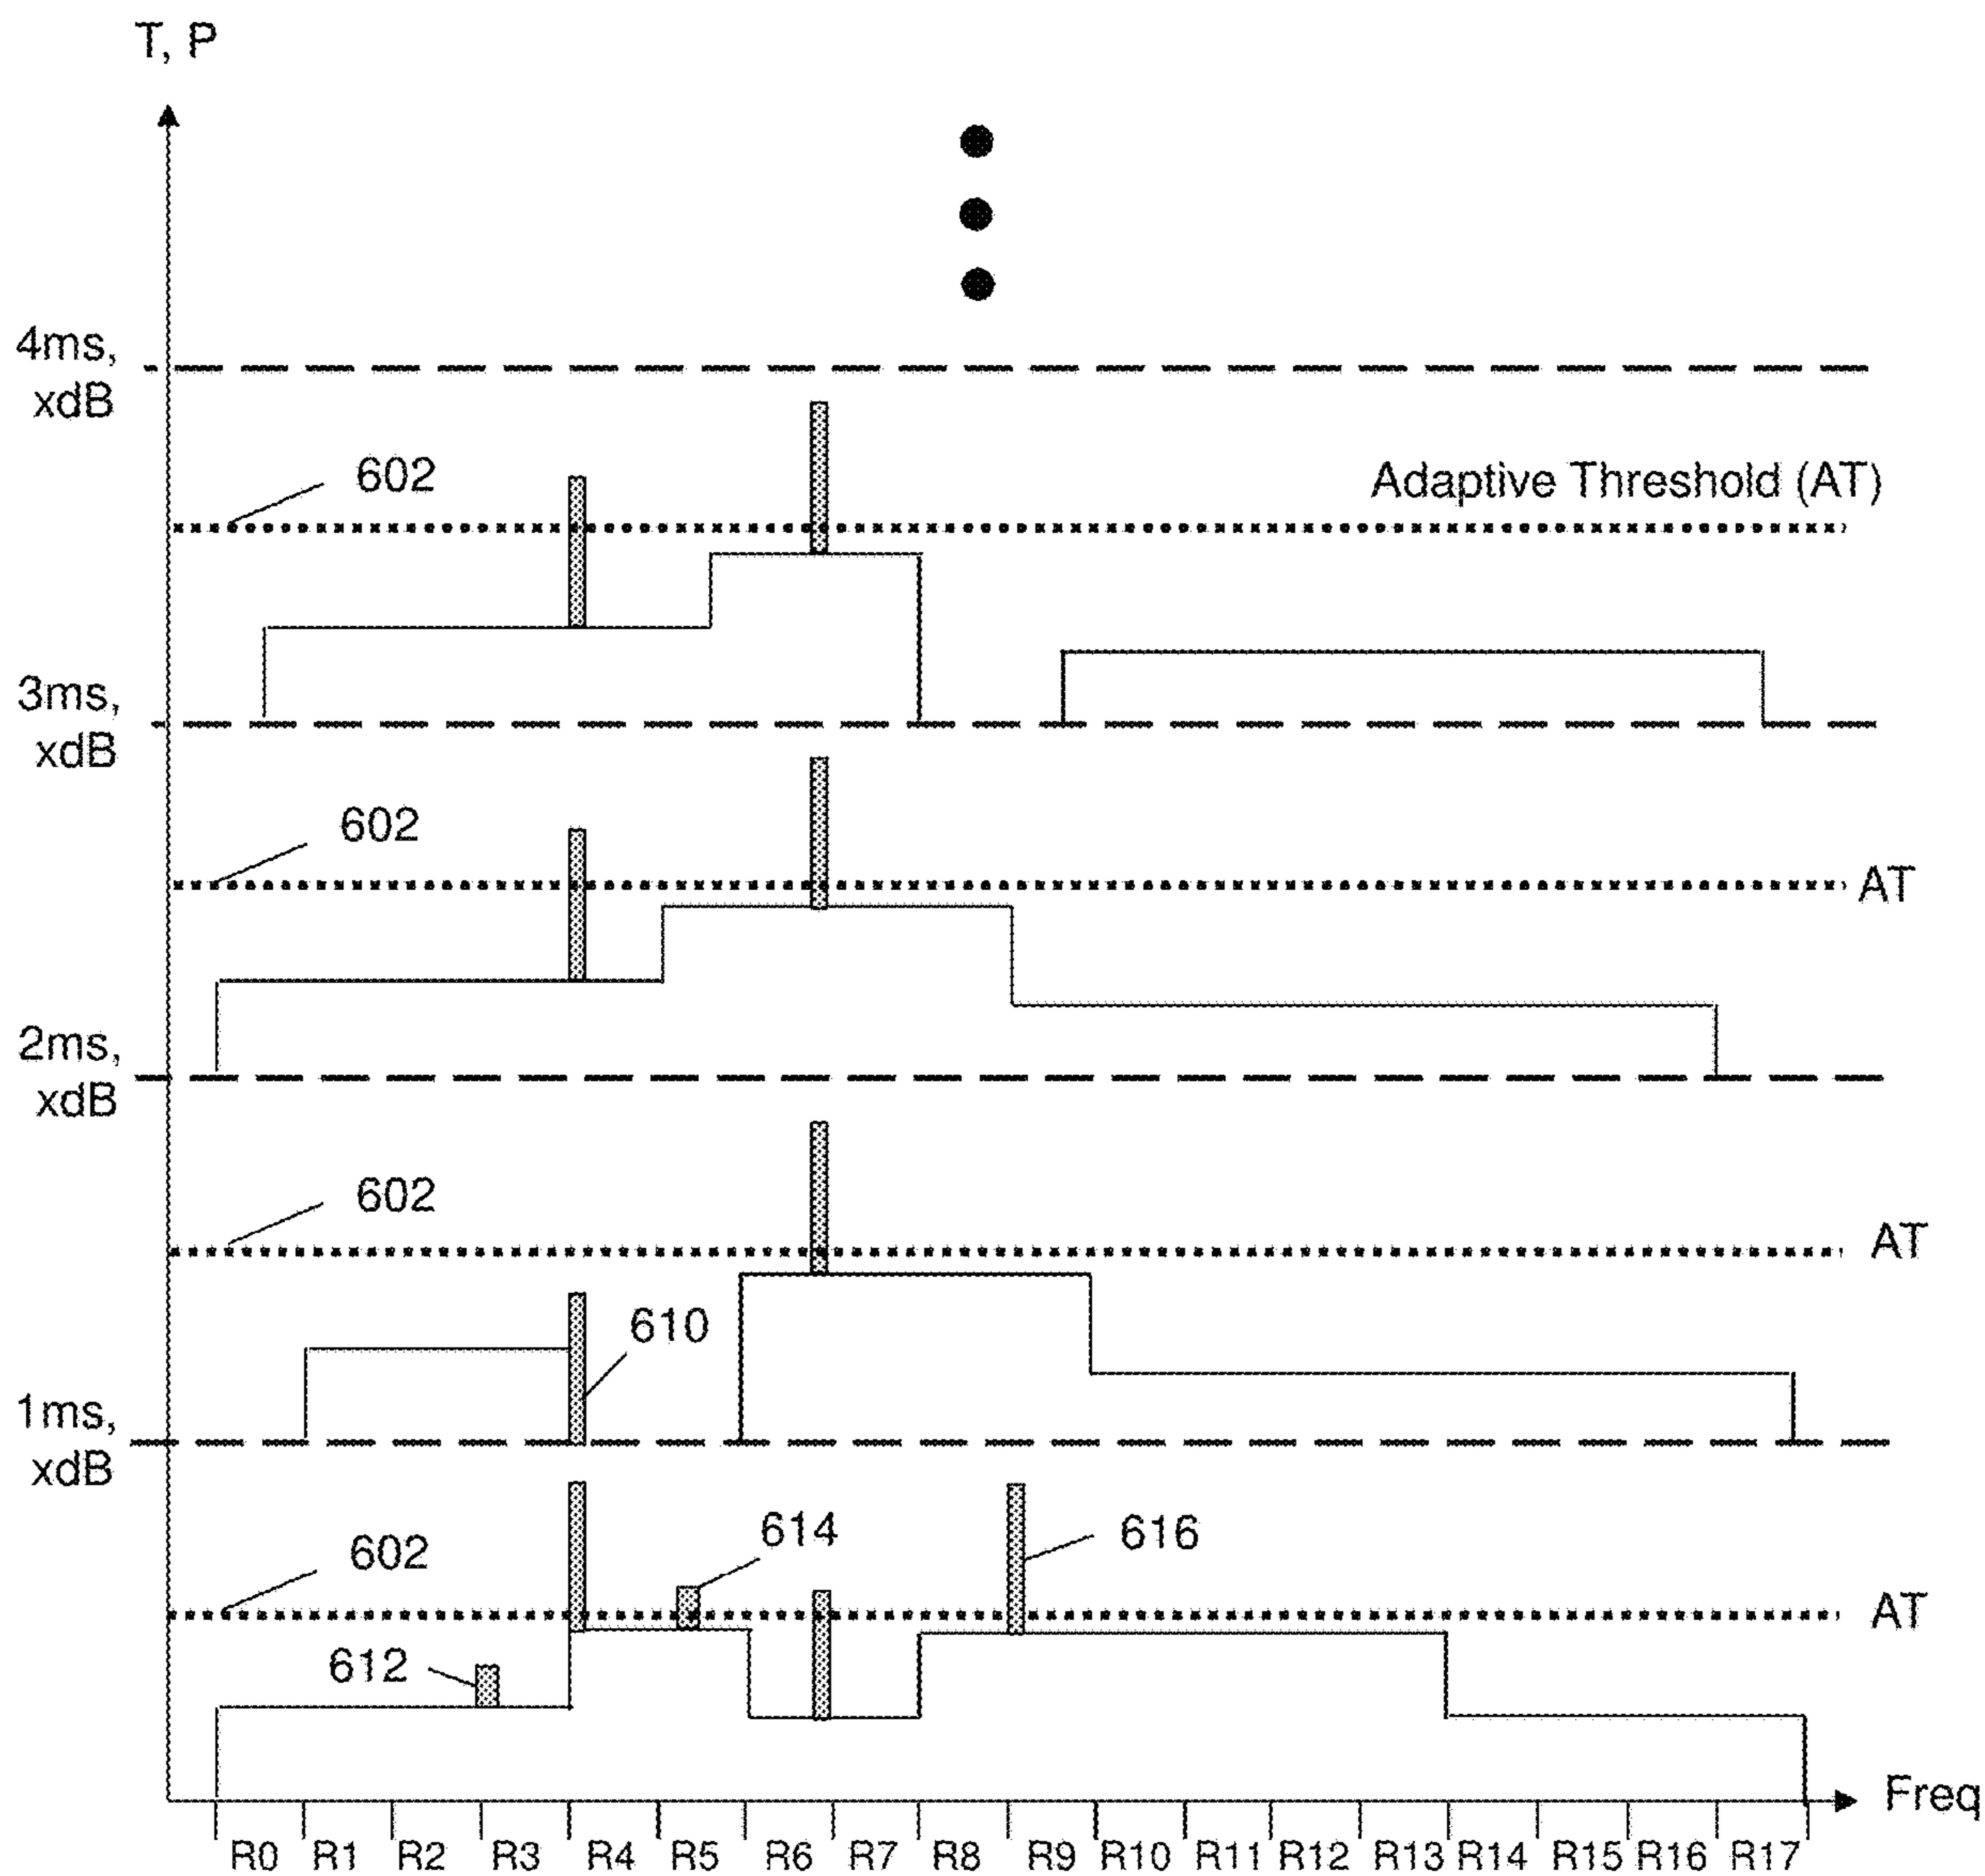 T, P
4ms,
xdB
602
Adaptive Threshold (AT)
3ms,
xdB
602
AT
2ms,
xdB
602
AT
610
1ms,
xdB
602
614
616
AT
612
Freq
R0 R1 R2 R3 R4 R5 R6 R7 R8 R9 R10 R11 R12 R13 R14 R15 R16 R17